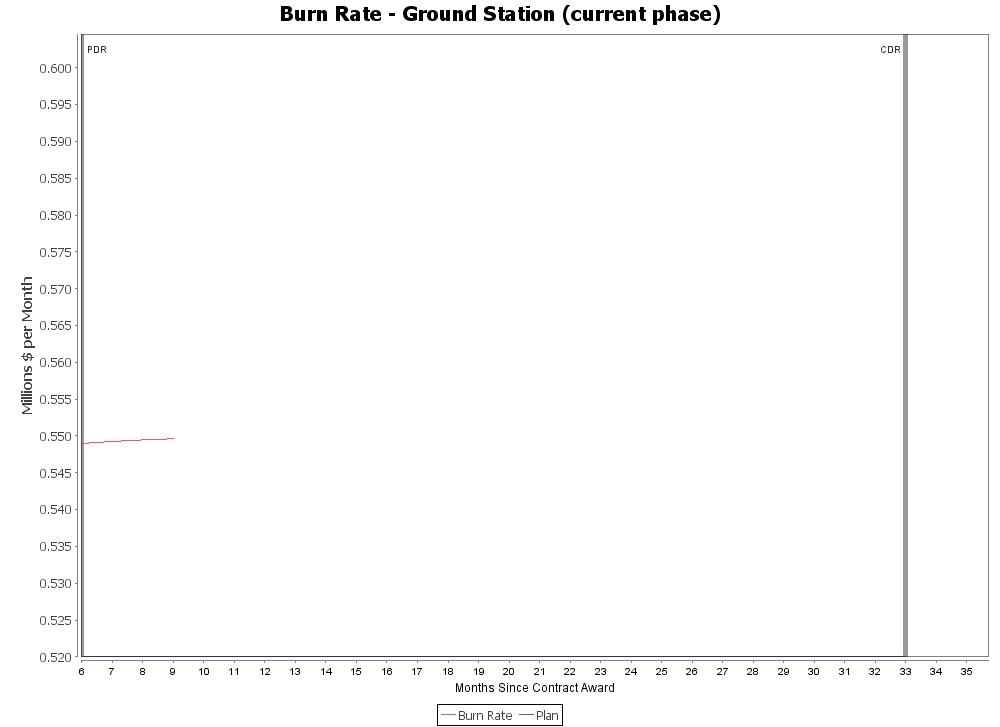 Burn Rate - Ground Station (current phase)
PDR
CDR
0.600
0.595
0.590
0.585
0.580
0.575
0.570
0.565
0.560
0.555
0.550
0.545
0.540
0.535
0.530
0.525
0.520
Millions $ per Month
6 7 8 9 10 11 12 13 14 15 16 17 18 19 20 21 22 23 24 25 26 27 28 29 30 31 32 33 34 35
Months Since Contract Award
Burn Rate Plan